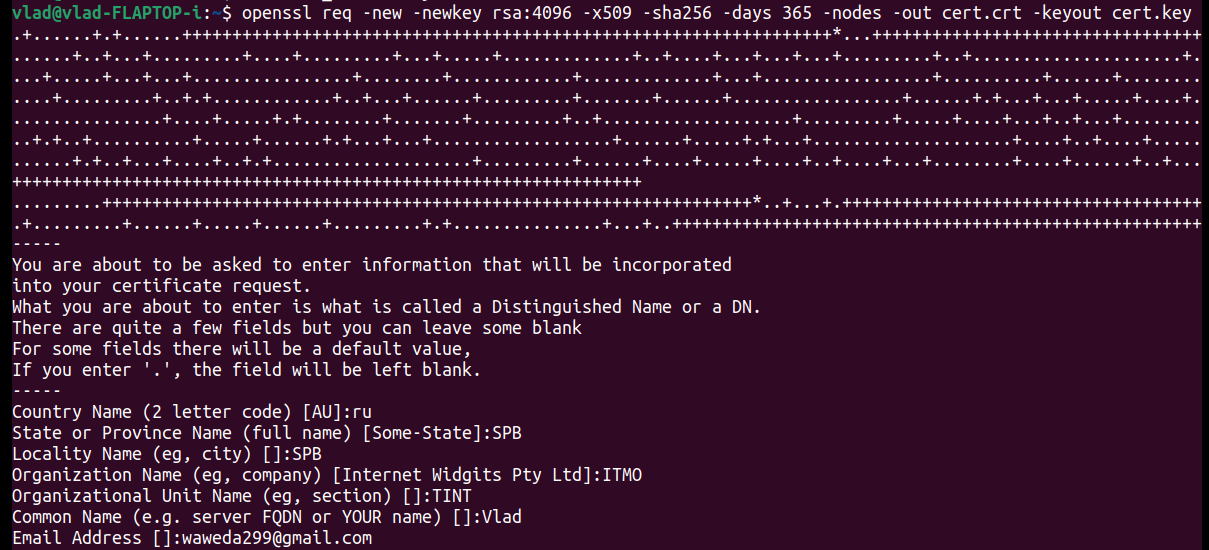 vlad@vlad-FLAPTOP-i:~$ openssl req -new -newkey rsa:4096 -x509 -sha256 -days 365 -nodes -out cert.crt -keyout cert.key
-----
You are about to be asked to enter information that will be incorporated
into your certificate request.
What you are about to enter is what is called a Distinguished Name or a DN.
There are quite a few fields but you can leave some blank
For some fields there will be a default value,
If you enter '.', the field will be left blank.
-----
Country Name (2 letter code) [AU]:ru
State or Province Name (full name) [Some-State]:SPB
Locality Name (eg, city) []:SPB
Organization Name (eg, company) [Internet Widgits Pty Ltd]:ITMO
Organizational Unit Name (eg, section) []:TINT
Common Name (e.g. server FQDN or YOUR name) []:Vlad
Email Address []:waweda299@gmail.com